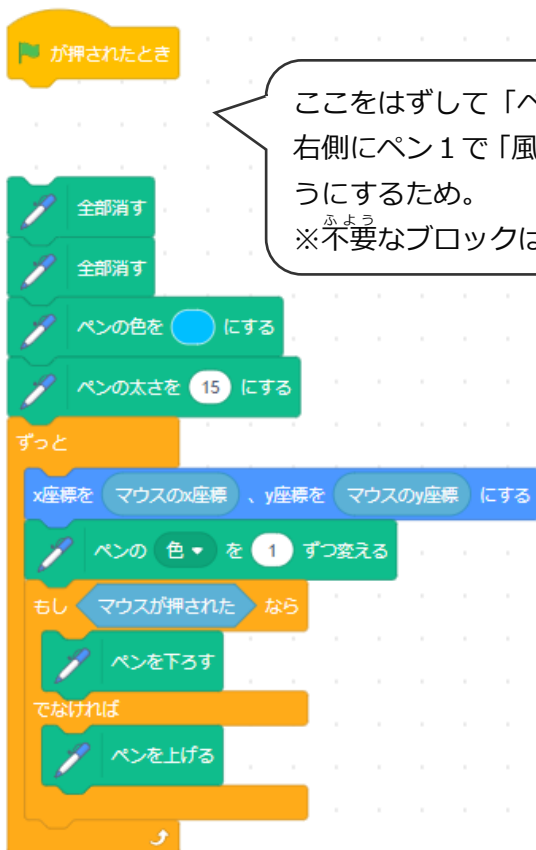 が押されたとき
ここをはずして「ペ
右側にペン１で「風
うにするため。
ふよう
※不要なブロックは
全部消す
全部消す
ペンの色を にする
ペンの太さを 15 にする
ずっと
x座標を マウスのx座標 、y座標を マウスのy座標 にする
ペンの 色 を 1 ずつ変える
もし マウスが押された なら
ペンを下ろす
でなければ
ペンを上げる